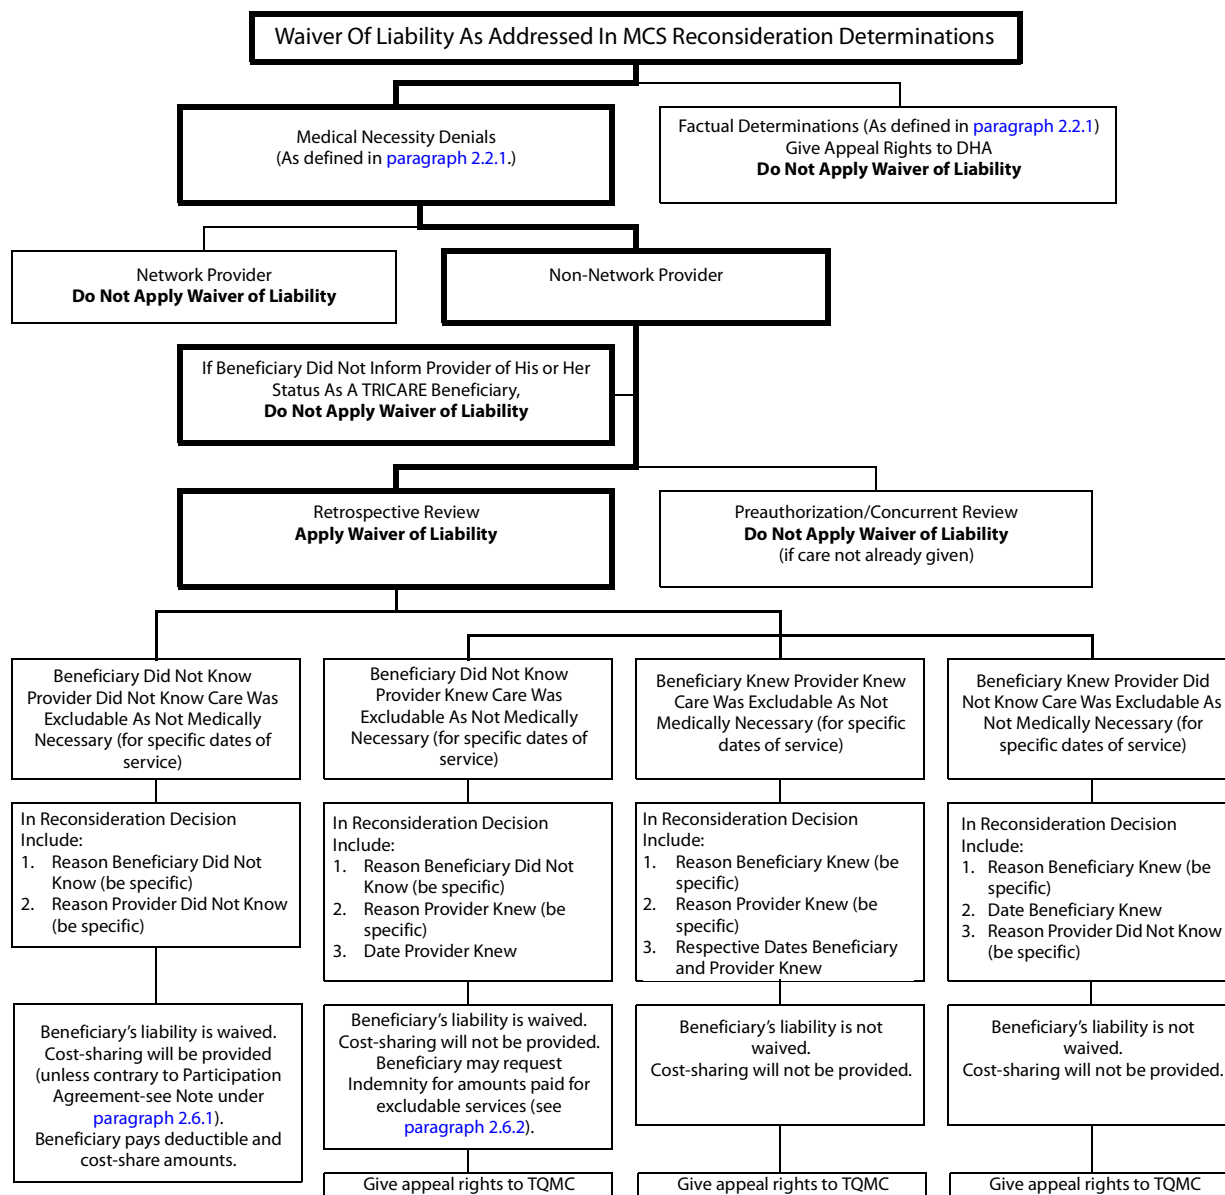 Waiver Of Liability As Addressed In MCS Reconsideration Determinations
Medical Necessity Denials
(As defined in paragraph 2.2.1.)
Factual Determinations (As defined in paragraph 2.2.1)
Give Appeal Rights to DHA
Do Not Apply Waiver of Liability
Network Provider
Do Not Apply Waiver of Liability
Non-Network Provider
If Beneficiary Did Not Inform Provider of His or Her
Status As A TRICARE Beneficiary,
Do Not Apply Waiver of Liability
Retrospective Review
Apply Waiver of Liability
Preauthorization/Concurrent Review
Do Not Apply Waiver of Liability
(if care not already given)
Beneficiary Did Not Know
Provider Did Not Know Care Was
Excludable As Not Medically
Necessary (for specific dates of
service)
Beneficiary Did Not Know
Provider Knew Care Was
Excludable As Not Medically
Necessary (for specific dates of
service)
Beneficiary Knew Provider Knew
Care Was Excludable As Not
Medically Necessary (for specific
dates of service)
Beneficiary Knew Provider Did
Not Know Care Was Excludable As
Not Medically Necessary (for
specific dates of service)
In Reconsideration Decision
Include:
1. Reason Beneficiary Did Not
Know (be specific)
2. Reason Provider Did Not Know
(be specific)
In Reconsideration Decision
Include:
1. Reason Beneficiary Did Not
Know (be specific)
2. Reason Provider Knew (be
specific)
3. Date Provider Knew
In Reconsideration Decision
Include:
1. Reason Beneficiary Knew (be
specific)
2. Reason Provider Knew (be
specific)
3. Respective Dates Beneficiary
and Provider Knew
In Reconsideration Decision
Include:
1. Reason Beneficiary Knew (be
specific)
2. Date Beneficiary Knew
3. Reason Provider Did Not Know
(be specific)
Beneficiary’s liability is waived.
Cost-sharing will be provided
(unless contrary to Participation
Agreement-see Note under
paragraph 2.6.1).
Beneficiary pays deductible and
cost-share amounts.
Beneficiary’s liability is waived.
Cost-sharing will not be provided.
Beneficiary may request
Indemnity for amounts paid for
excludable services (see
paragraph 2.6.2).
Beneficiary’s liability is not
waived.
Cost-sharing will not be provided.
Beneficiary’s liability is not
waived.
Cost-sharing will not be provided.
Give appeal rights to TQMC
Give appeal rights to TQMC
Give appeal rights to TQMC